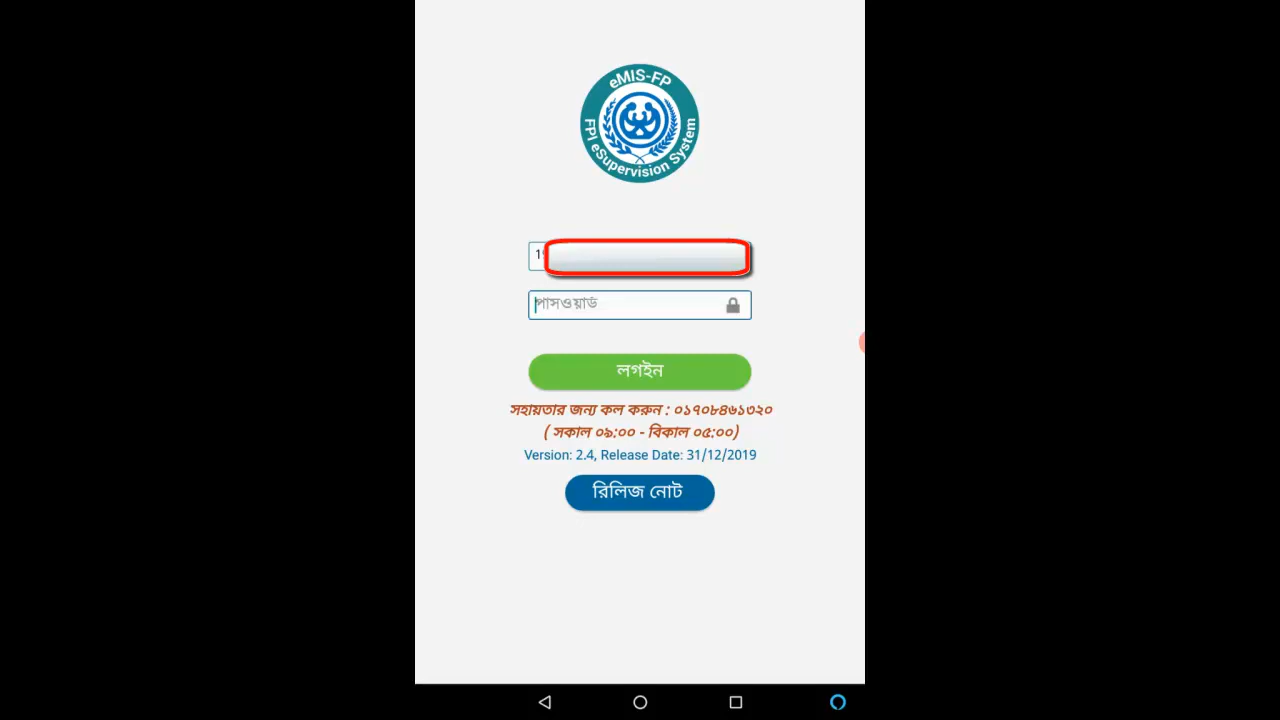 eMIS-FP
FPI eSupervision System
পাসওয়ার্ড
লগইন
সহায়তার জন্য কল করুন : ০১৭০৮৪৬১৩২০
( সকাল ০৯:০০ - বিকাল ০৫:০০)
Version: 2.4, Release Date: 31/12/2019
রিলিজ নোট